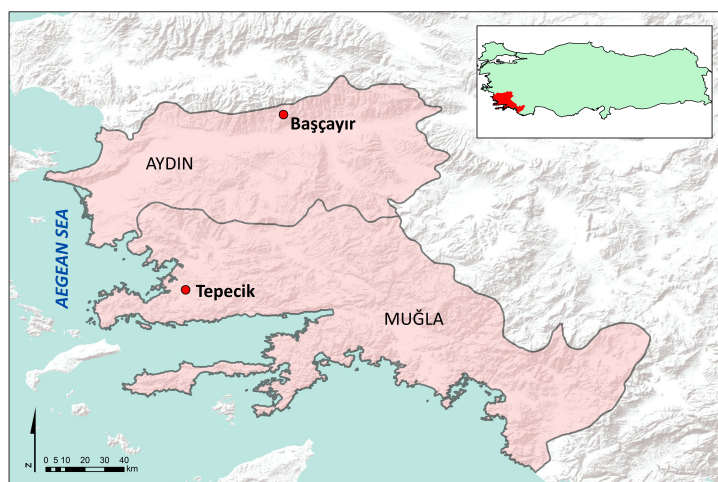 Başçayır
AYDIN
AEGEAN SEA
Tepecik
MUĞLA
N
0 5 10 20 30 40
km